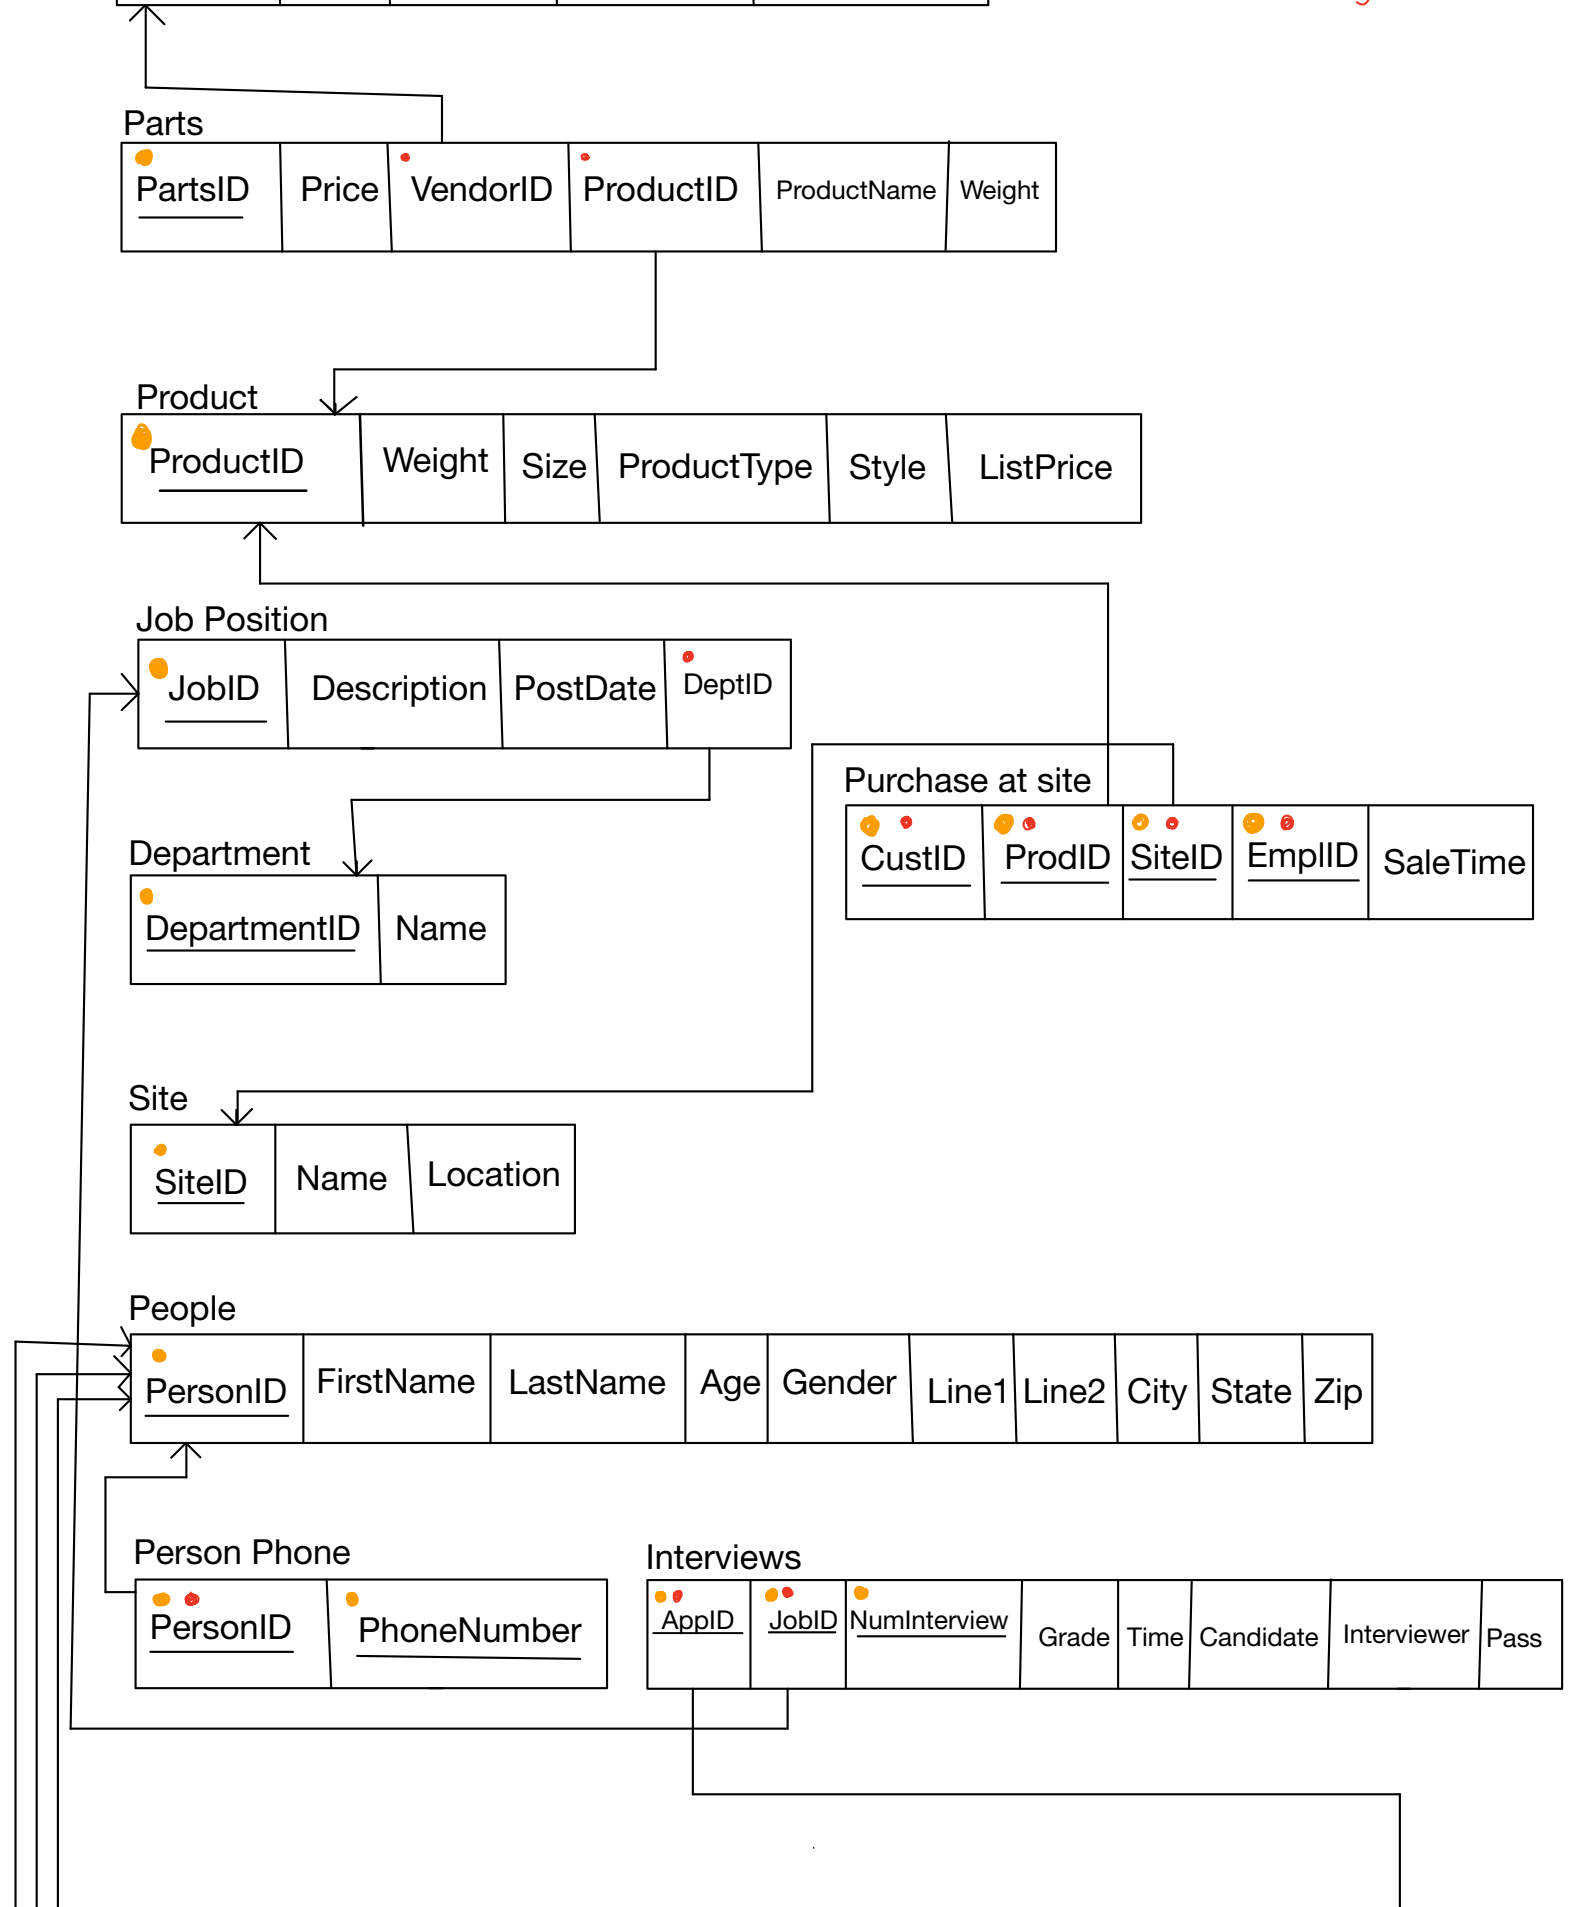 Parts
PartsID Price VendorID ProductID ProductName Weight
Product
ProductID Weight Size ProductType Style ListPrice
Job Position
JobID Description PostDate DeptID
Purchase at site
CustID ProdID SiteID EmplID SaleTime
Department
DepartmentID Name
Site
SiteID Name Location
People
PersonID FirstName LastName Age Gender Line1 Line2 City State Zip
Person Phone
PersonID PhoneNumber
Interviews
AppID JobID NumInterview Grade Time Candidate Interviewer Pass